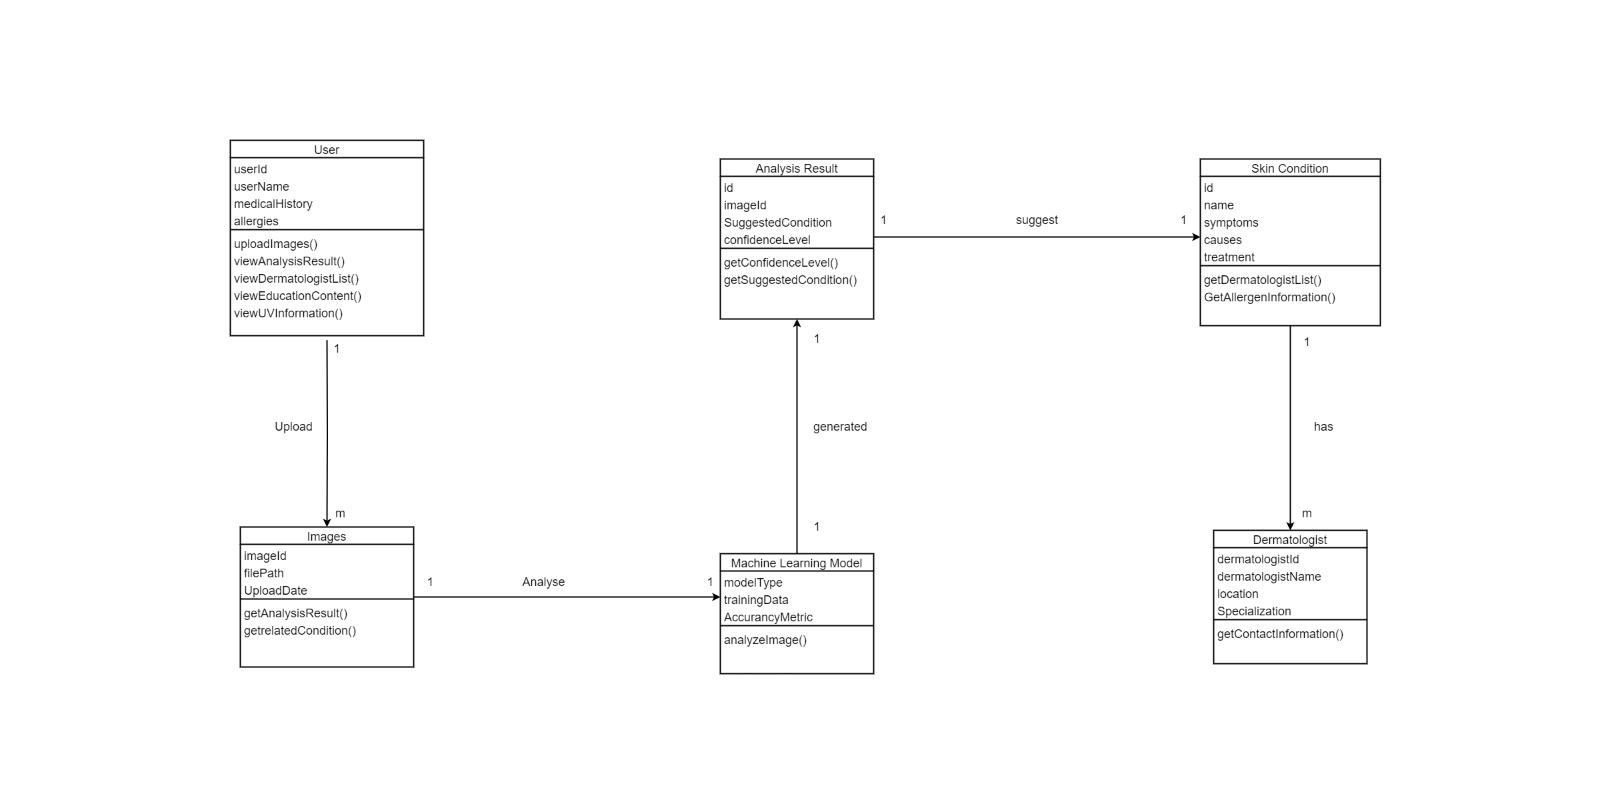 User
userId
userName
medicalHistory
allergies
uploadImages()
viewAnalysisResult()
viewDermatologistList()
viewEducationContent()
viewUVInformation()
1
Upload
m
Images
imageId
filePath
UploadDate
getAnalysisResult()
getrelatedCondition()
1
Analyse
1
Machine Learning Model
modelType
trainingData
AccurancyMetric
analyzeImage()
1
generated
1
Analysis Result
id
imageId
SuggestedCondition
confidenceLevel
getConfidenceLevel()
getSuggestedCondition()
1
suggest
1
Skin Condition
id
name
symptoms
causes
treatment
getDermatologistList()
GetAllergenInformation()
1
has
m
Dermatologist
dermatologistId
dermatologistName
location
Specialization
getContactInformation()